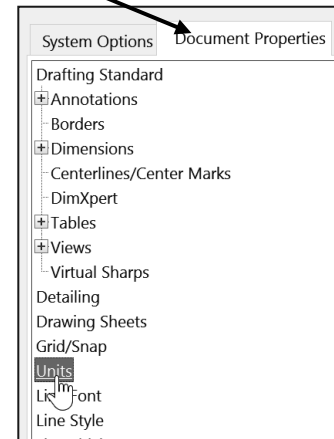 System Options Document Properties
Drafting Standard
Annotations
Borders
Dimensions
Centerlines/Center Marks
DimXpert
Tables
Views
Virtual Sharps
Detailing
Drawing Sheets
Grid/Snap
Units
Font
Line Style